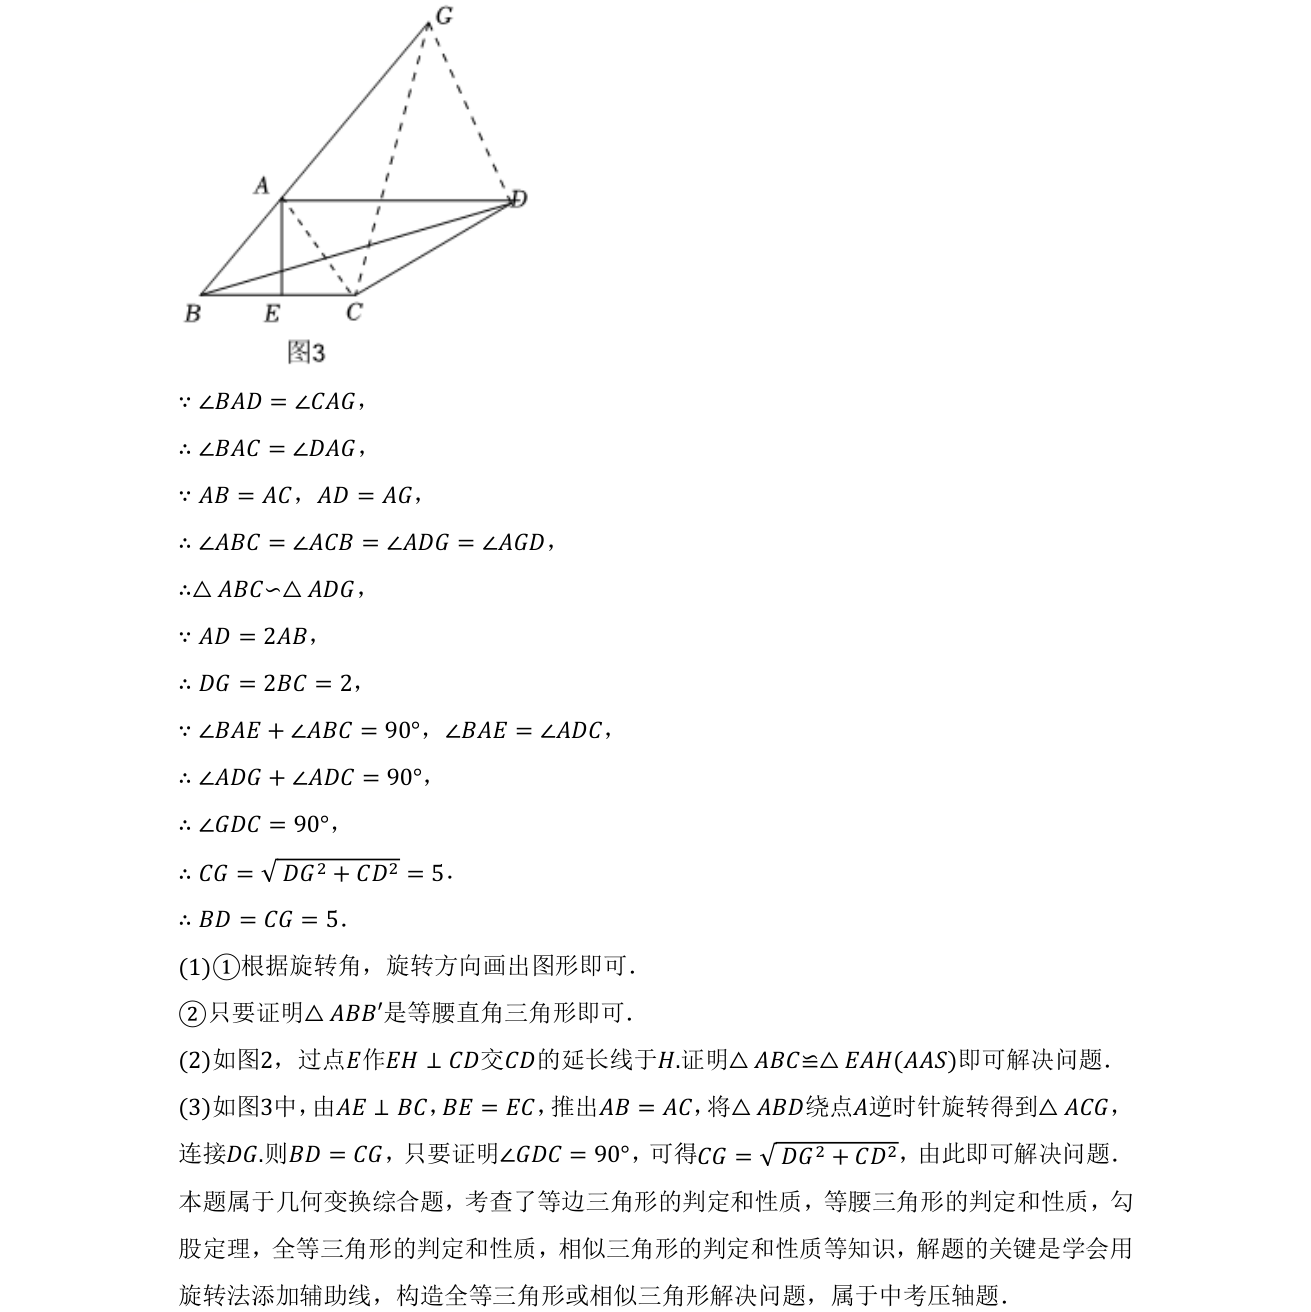 G
A
D
B E C
图3
∵ ∠BAD = ∠CAG，
∴ ∠BAC = ∠DAG，
∵ AB = AC，AD = AG，
∴ ∠ABC = ∠ACB = ∠ADG = ∠AGD，
∴△ ABC∽△ ADG，
∵ AD = 2AB，
∴ DG = 2BC = 2，
∵ ∠BAE + ∠ABC = 90°，∠BAE = ∠ADC，
∴ ∠ADG + ∠ADC = 90°，
∴ ∠GDC = 90°，
∴ CG = √(DG² + CD²) = 5．
∴ BD = CG = 5．
(1)①根据旋转角，旋转方向画出图形即可．
②只要证明△ ABB′是等腰直角三角形即可．
(2)如图2，过点E作EH ⊥ CD交CD的延长线于H.证明△ ABC≌△ EAH(AAS)即可解决问题．
(3)如图3中，由AE ⊥ BC，BE = EC，推出AB = AC，将△ ABD绕点A逆时针旋转得到△ ACG，
连接DG.则BD = CG，只要证明∠GDC = 90°，可得CG = √(DG² + CD²)，由此即可解决问题．
本题属于几何变换综合题，考查了等边三角形的判定和性质，等腰三角形的判定和性质，勾
股定理，全等三角形的判定和性质，相似三角形的判定和性质等知识，解题的关键是学会用
旋转法添加辅助线，构造全等三角形或相似三角形解决问题，属于中考压轴题．